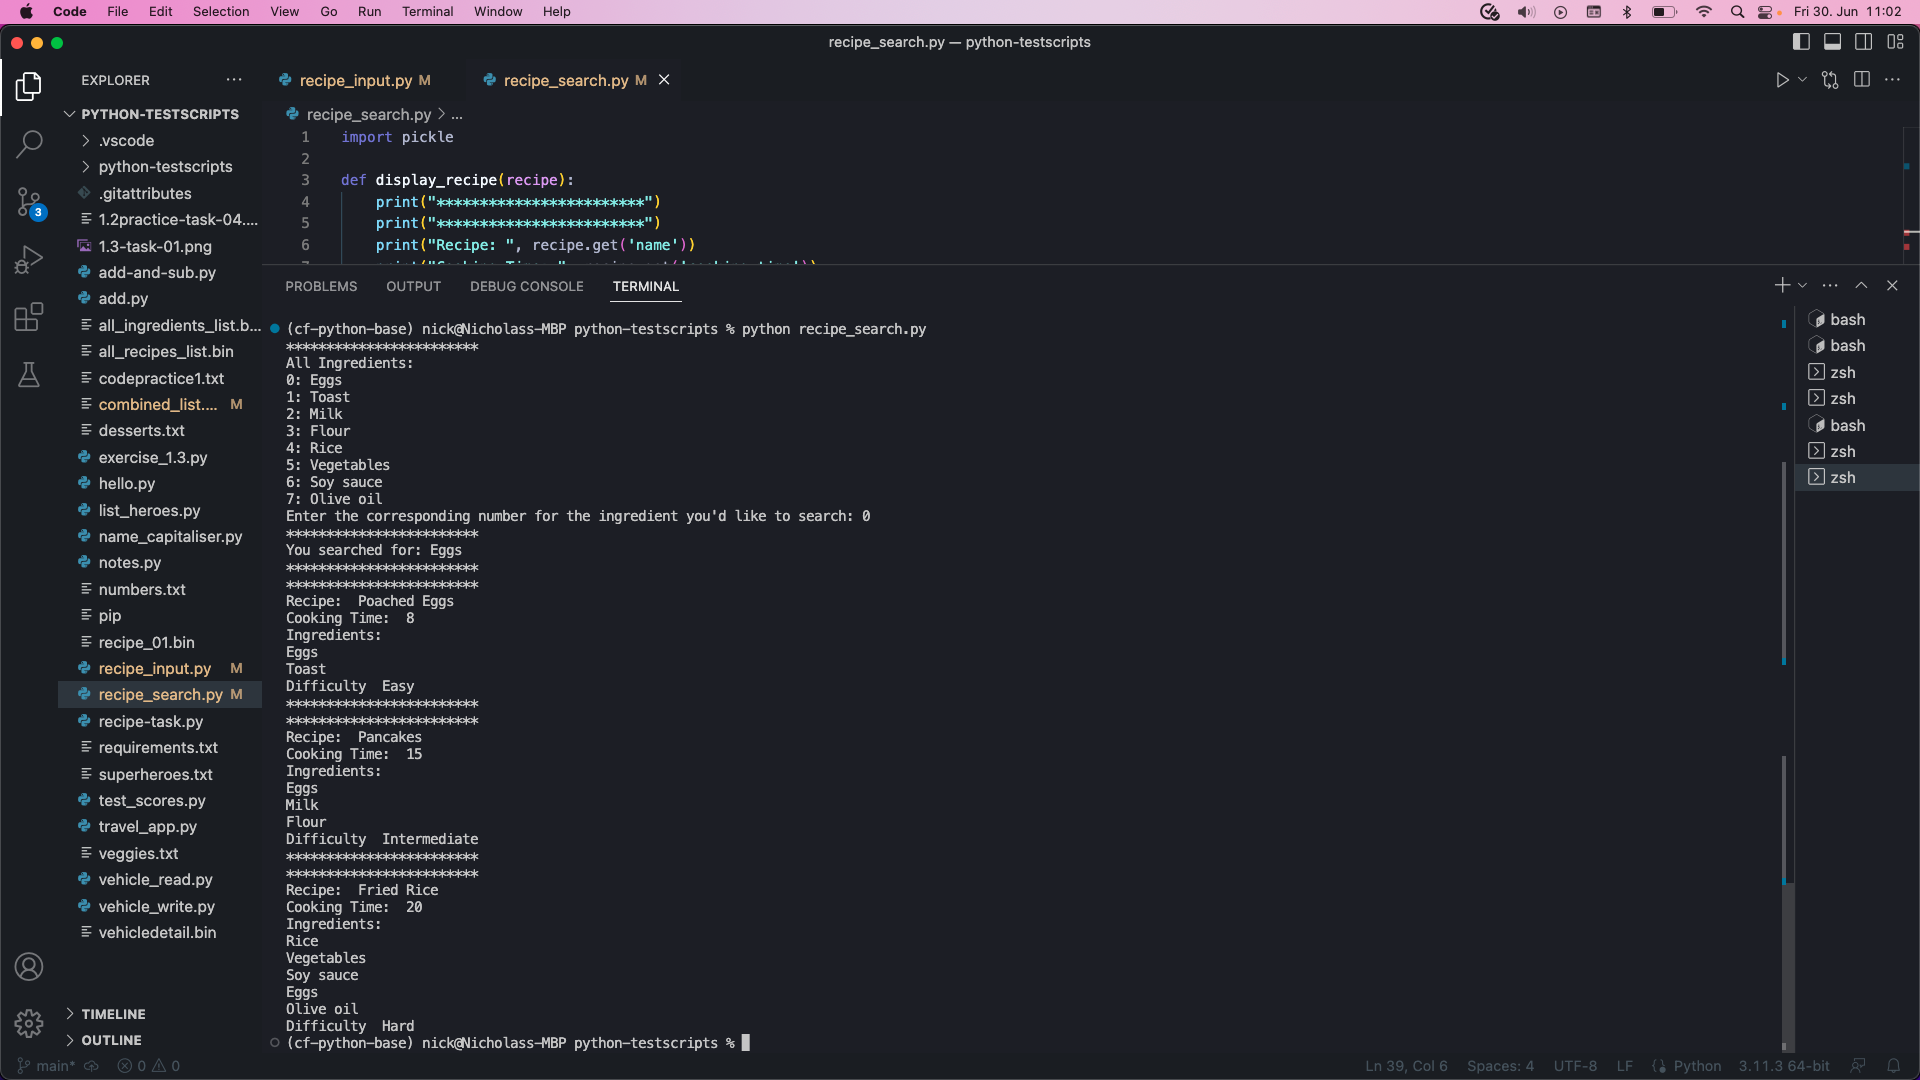 Code File Edit Selection View Go Run Terminal Window Help Fri 30. Jun 11:02
recipe_search.py — python-testscripts
EXPLORER
PYTHON-TESTSCRIPTS
.vscode
python-testscripts
.gitattributes
1.2practice-task-04....
1.3-task-01.png
add-and-sub.py
add.py
all_ingredients_list.b...
all_recipes_list.bin
codepractice1.txt
combined_list.... M
desserts.txt
exercise_1.3.py
hello.py
list_heroes.py
name_capitaliser.py
notes.py
numbers.txt
pip
recipe_01.bin
recipe_input.py M
recipe_search.py M
recipe-task.py
requirements.txt
superheroes.txt
test_scores.py
travel_app.py
veggies.txt
vehicle_read.py
vehicle_write.py
vehicledetail.bin
TIMELINE
OUTLINE
3
recipe_input.py M recipe_search.py M
recipe_search.py > ...
1 import pickle
2
3 def display_recipe(recipe):
4 print("************************")
5 print("************************")
6 print("Recipe: ", recipe.get('name'))
PROBLEMS OUTPUT DEBUG CONSOLE TERMINAL
(cf-python-base) nick@Nicholass-MBP python-testscripts % python recipe_search.py
************************
All Ingredients:
0: Eggs
1: Toast
2: Milk
3: Flour
4: Rice
5: Vegetables
6: Soy sauce
7: Olive oil
Enter the corresponding number for the ingredient you'd like to search: 0
************************
You searched for: Eggs
************************
************************
Recipe:  Poached Eggs
Cooking Time:  8
Ingredients:
Eggs
Toast
Difficulty  Easy
************************
************************
Recipe:  Pancakes
Cooking Time:  15
Ingredients:
Eggs
Milk
Flour
Difficulty  Intermediate
************************
************************
Recipe:  Fried Rice
Cooking Time:  20
Ingredients:
Rice
Vegetables
Soy sauce
Eggs
Olive oil
Difficulty  Hard
(cf-python-base) nick@Nicholass-MBP python-testscripts %
bash
bash
zsh
zsh
bash
zsh
zsh
main* 0 0 Ln 39, Col 6 Spaces: 4 UTF-8 LF Python 3.11.3 64-bit